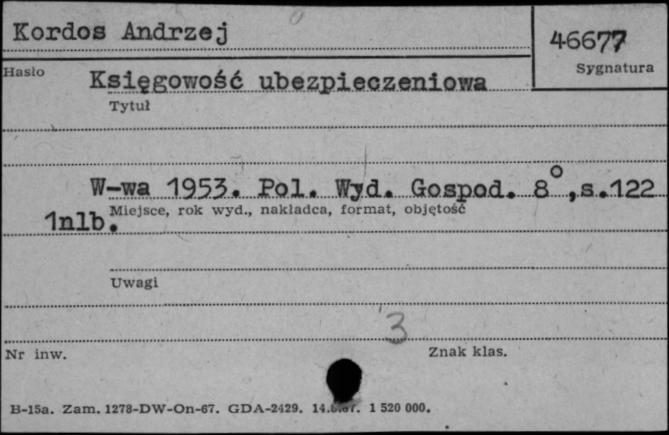 Kordos Andrzej
46677
Hasło
Sygnatura
Księgowość ubezpieczeniowa
Tytuł
W-wa 1953. Pol. Wyd. Gospod. 8°,s.122
Miejsce, rok wyd., nakładca, format, objętość
1nlb.
Uwagi
3
Nr inw.
Znak klas.
B-15a. Zam. 1278-DW-On-67. GDA-2429. 1 520 000.